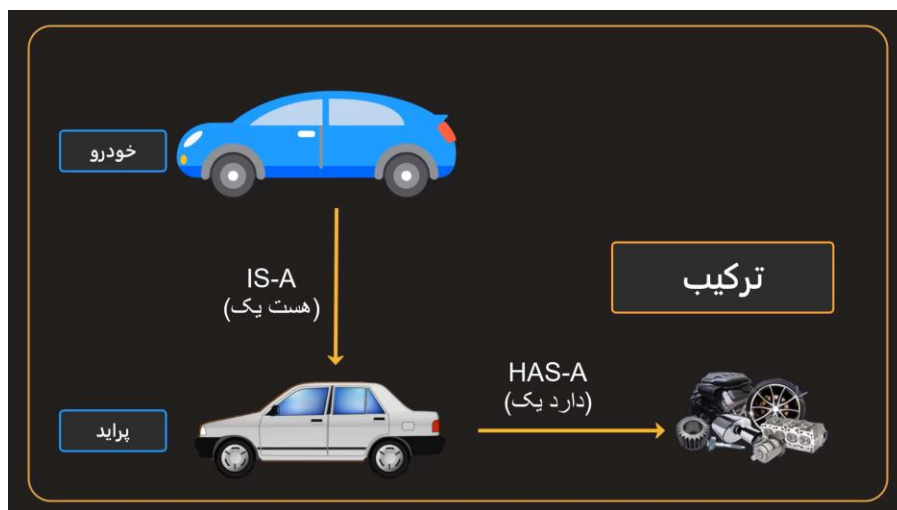 خودرو
IS-A
(هست یک)
ترکیب
HAS-A
(دارد یک)
پراید